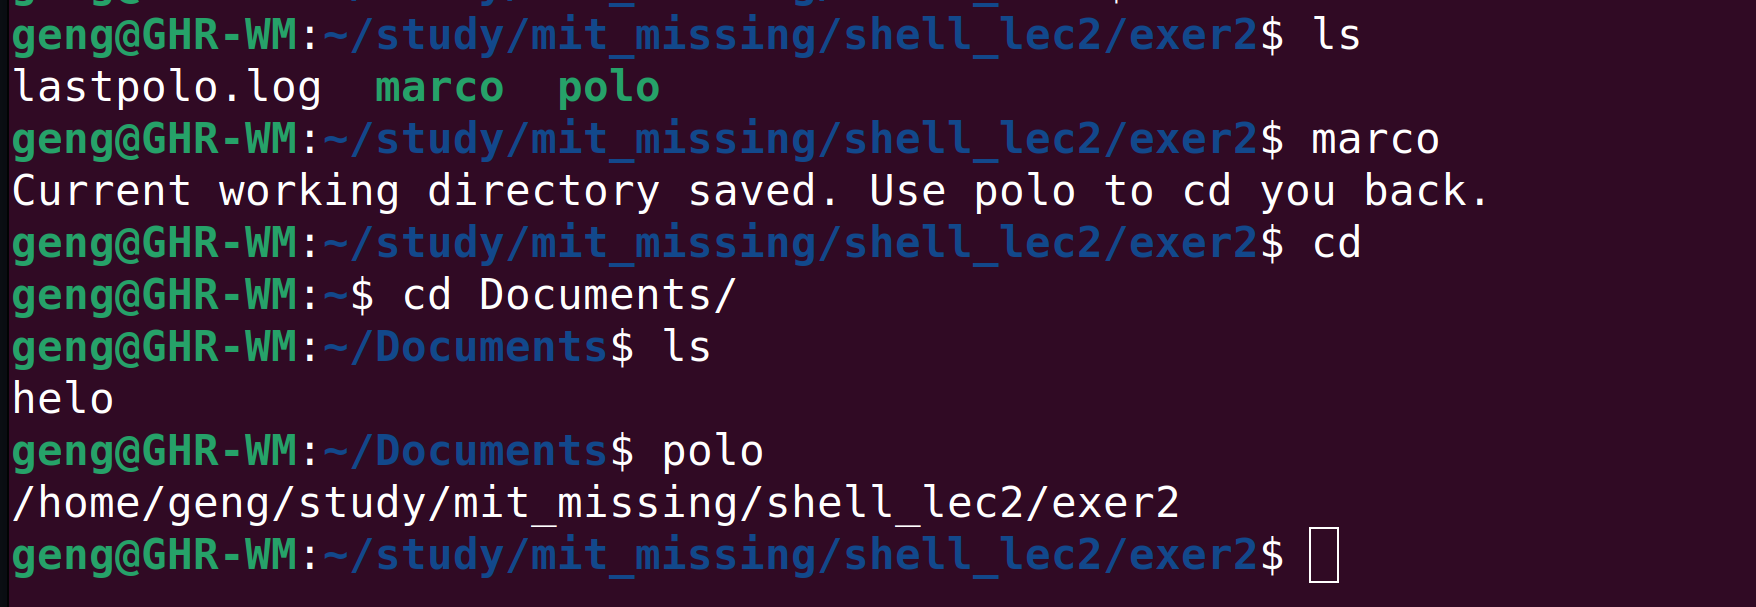 geng@GHR-WM:~/study/mit_missing/shell_lec2/exer2$ ls
lastpolo.log  marco  polo
geng@GHR-WM:~/study/mit_missing/shell_lec2/exer2$ marco
Current working directory saved. Use polo to cd you back.
geng@GHR-WM:~/study/mit_missing/shell_lec2/exer2$ cd
geng@GHR-WM:~$ cd Documents/
geng@GHR-WM:~/Documents$ ls
helo
geng@GHR-WM:~/Documents$ polo
/home/geng/study/mit_missing/shell_lec2/exer2
geng@GHR-WM:~/study/mit_missing/shell_lec2/exer2$